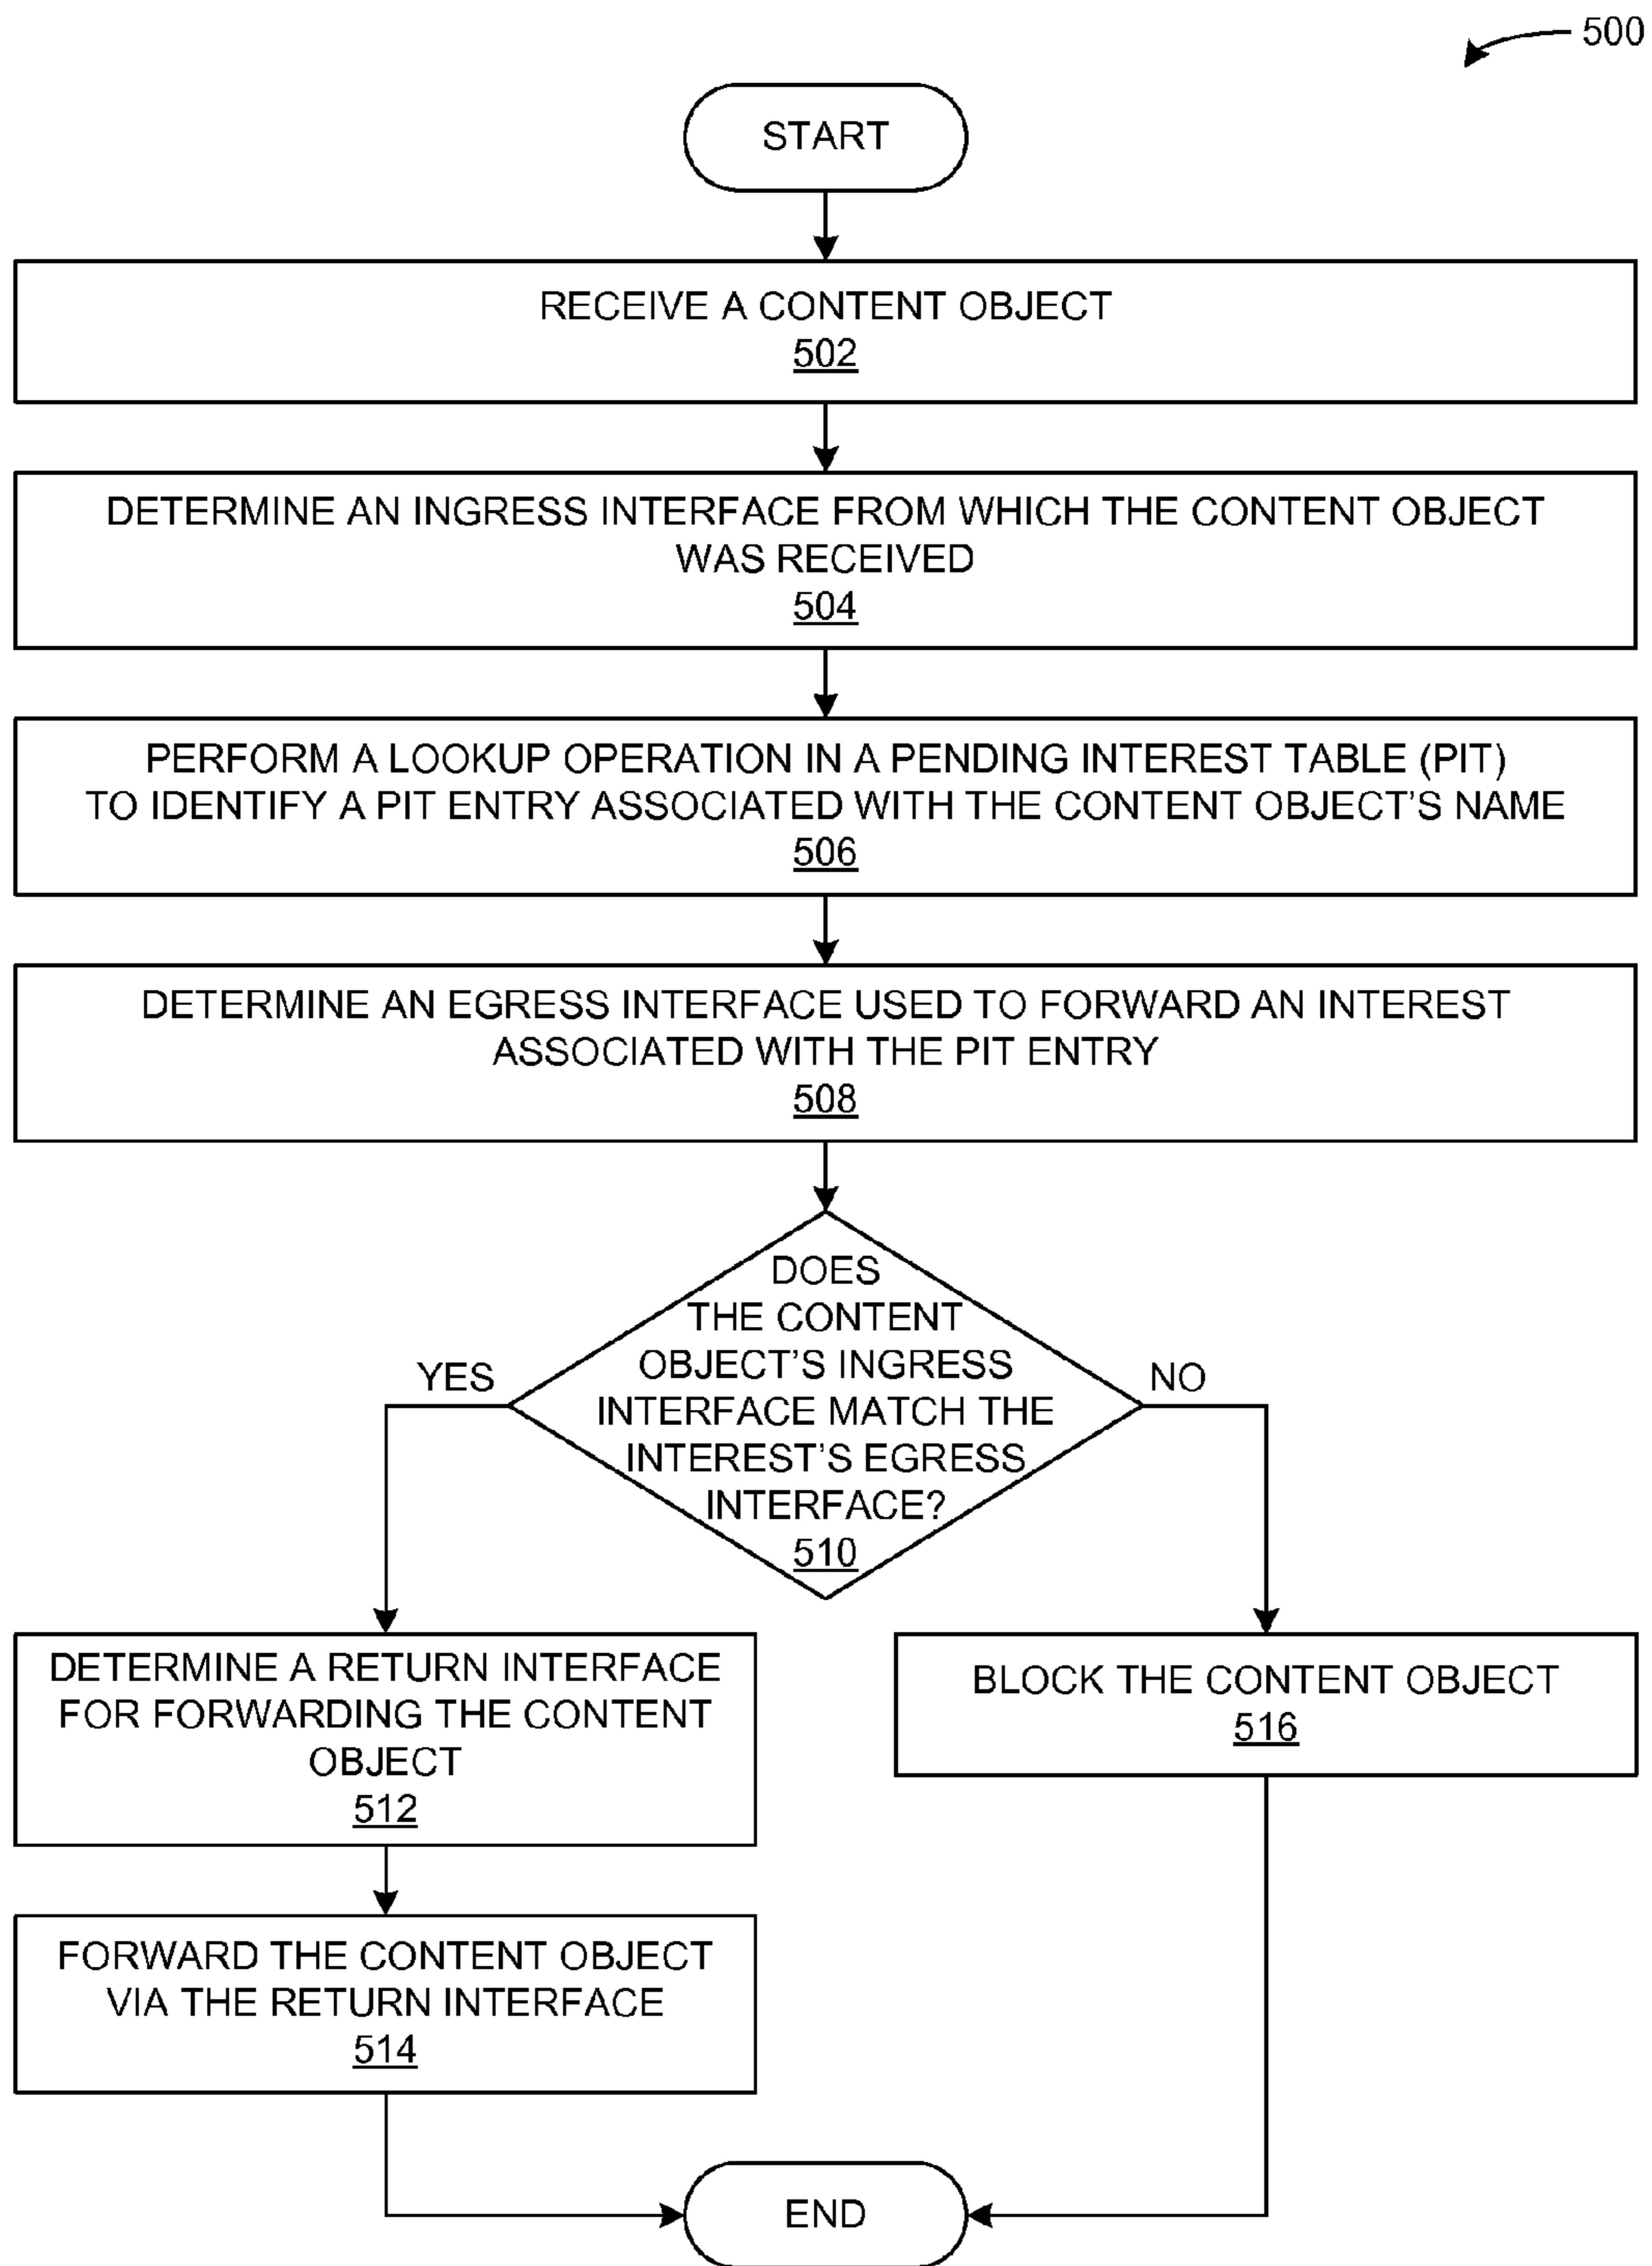 500
START
RECEIVE A CONTENT OBJECT
502
DETERMINE AN INGRESS INTERFACE FROM WHICH THE CONTENT OBJECT
WAS RECEIVED
504
PERFORM A LOOKUP OPERATION IN A PENDING INTEREST TABLE (PIT)
TO IDENTIFY A PIT ENTRY ASSOCIATED WITH THE CONTENT OBJECT'S NAME
506
DETERMINE AN EGRESS INTERFACE USED TO FORWARD AN INTEREST
ASSOCIATED WITH THE PIT ENTRY
508
DOES
THE CONTENT
OBJECT'S INGRESS
INTERFACE MATCH THE
INTEREST'S EGRESS
INTERFACE?
510
YES
NO
DETERMINE A RETURN INTERFACE
FOR FORWARDING THE CONTENT
OBJECT
512
BLOCK THE CONTENT OBJECT
516
FORWARD THE CONTENT OBJECT
VIA THE RETURN INTERFACE
514
END